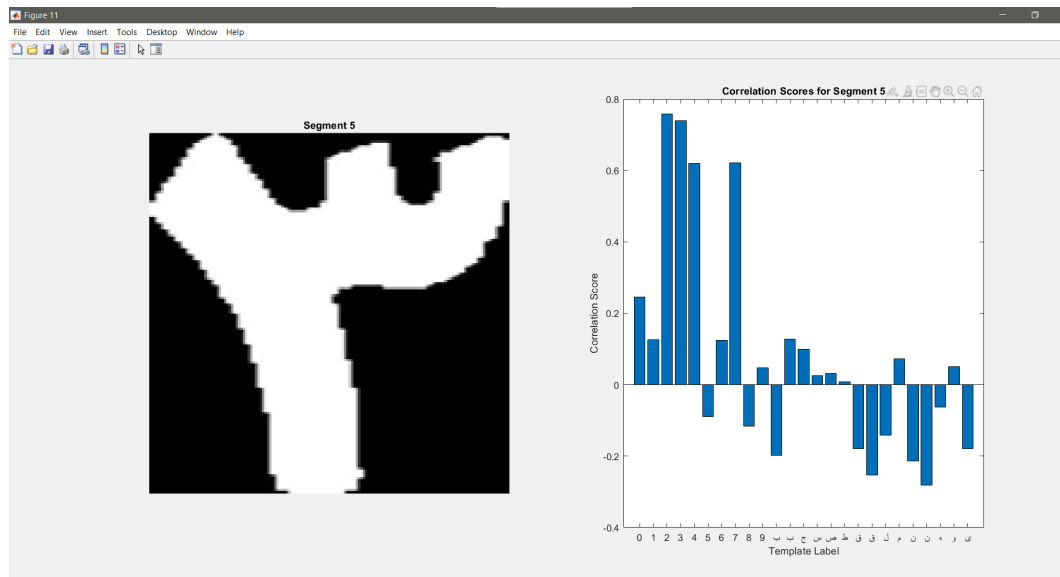 Figure 11
File Edit View Insert Tools Desktop Window Help
Segment 5
۳
Correlation Scores for Segment 5
0.8
0.6
0.4
0.2
0
-0.2
-0.4
Correlation Score
0 1 2 3 4 5 6 7 8 9 ب ب ج س ص ط ق ق ل م ن ن ه و ی
Template Label